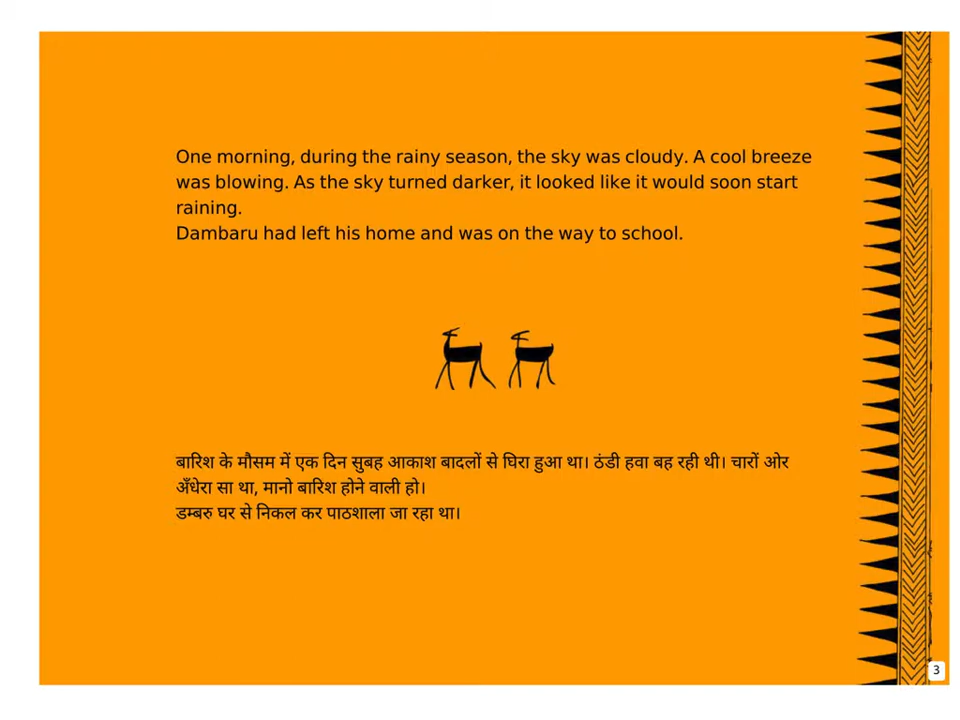 One morning, during the rainy season, the sky was cloudy. A cool breeze
was blowing. As the sky turned darker, it looked like it would soon start
raining.
Dambaru had left his home and was on the way to school.
बारिश के मौसम में एक दिन सुबह आकाश बादलों से घिरा हुआ था। ठंडी हवा बह रही थी। चारों ओर
अँधेरा सा था, मानो बारिश होने वाली हो।
डम्बरु घर से निकल कर पाठशाला जा रहा था।
3